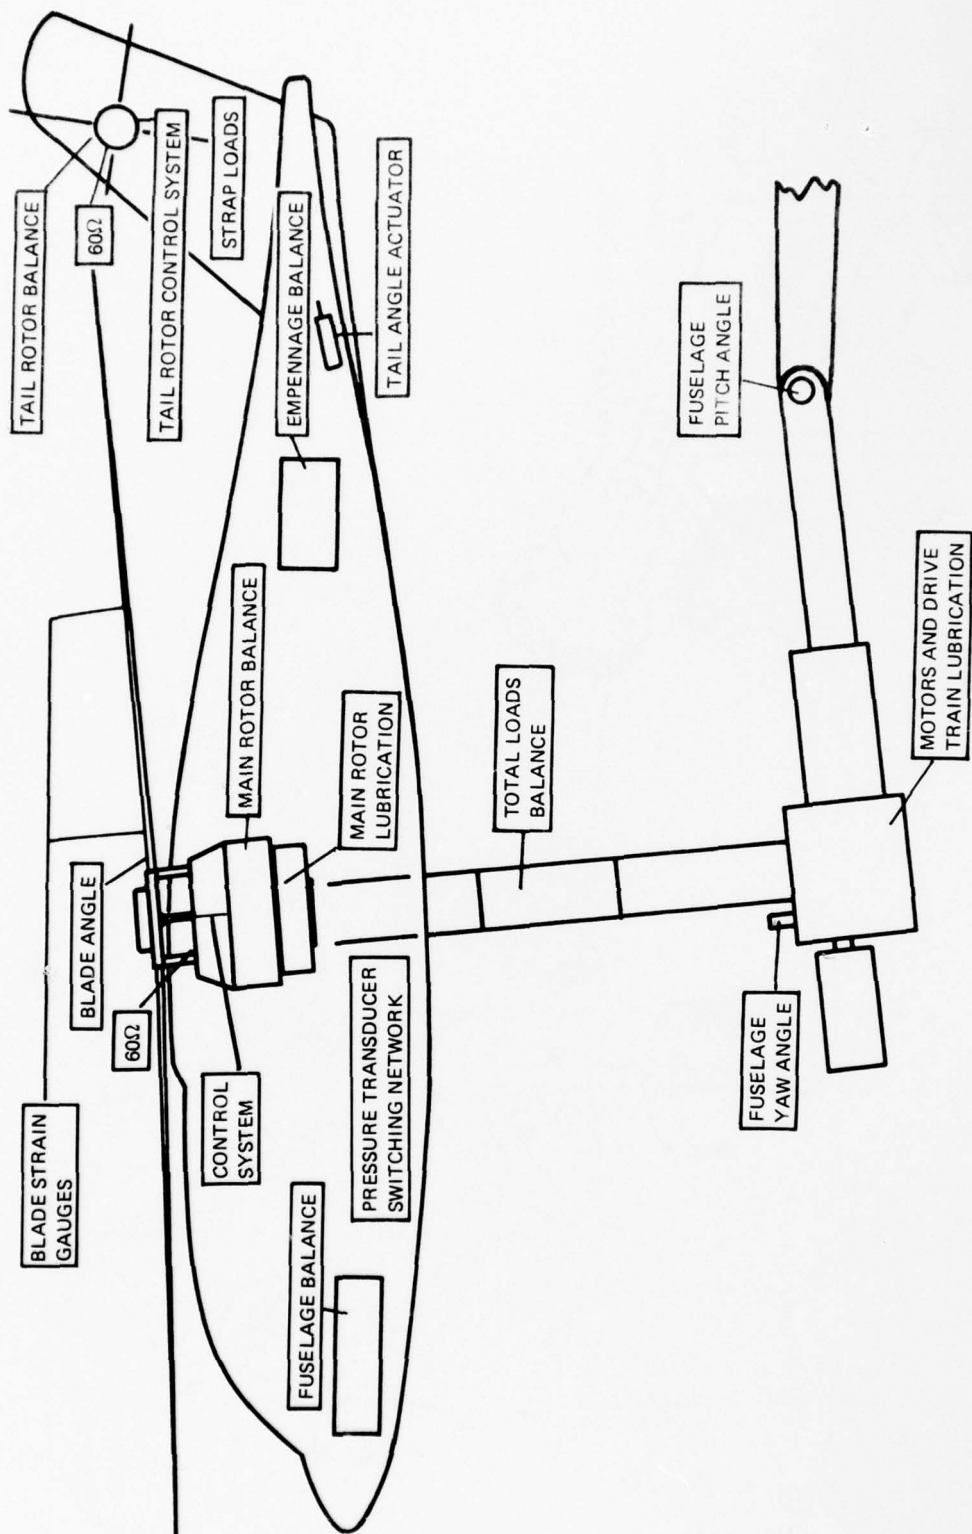 BLADE STRAIN
GAUGES
BLADE ANGLE
60Ω
CONTROL
SYSTEM
FUSELAGE BALANCE
PRESSURE TRANSDUCER
SWITCHING NETWORK
MAIN ROTOR BALANCE
MAIN ROTOR
LUBRICATION
TAIL ROTOR BALANCE
60Ω
TAIL ROTOR CONTROL SYSTEM
STRAP LOADS
EMPENNAGE BALANCE
TAIL ANGLE ACTUATOR
TOTAL LOADS
BALANCE
FUSELAGE
YAW ANGLE
FUSELAGE
PITCH ANGLE
MOTORS AND DRIVE
TRAIN LUBRICATION